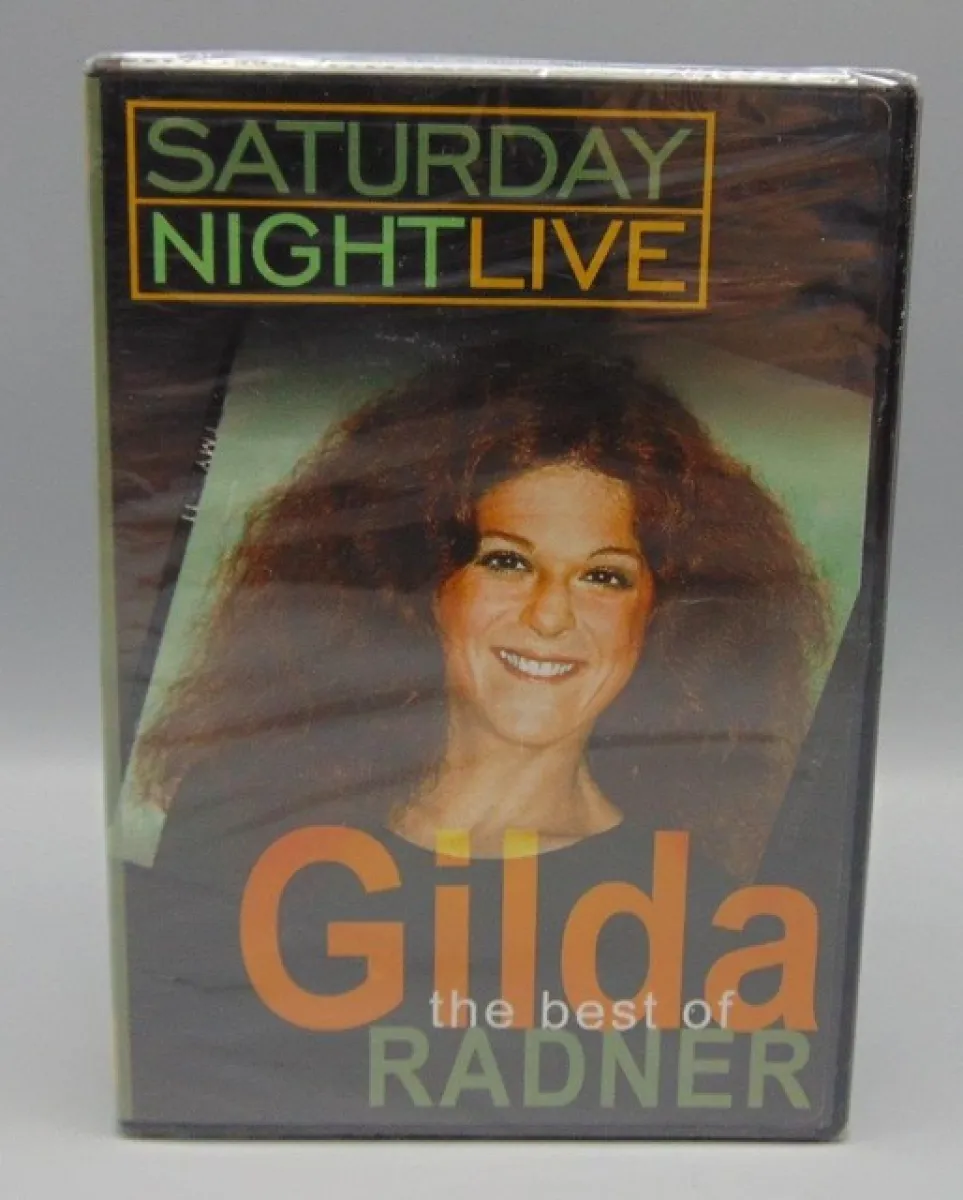 SATURDAY
NIGHTLIVE
Gilda
the best of
RADNER